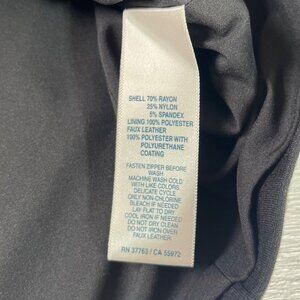 SHELL 70% RAYON
25% NYLON
5% SPANDEX
LINING 100% POLYESTER
FAUX LEATHER
100% POLYESTER WITH
POLYURETHANE
COATING
FASTEN ZIPPER BEFORE
WASH
MACHINE WASH COLD
WITH LIKE COLORS
DELICATE CYCLE
ONLY NON-CHLORINE
BLEACH IF NEEDED
LAY FLAT TO DRY
COOL IRON IF NEEDED
DO NOT DRY CLEAN
DO NOT IRON OVER
FAUX LEATHER
RN 37763 / CA 55972